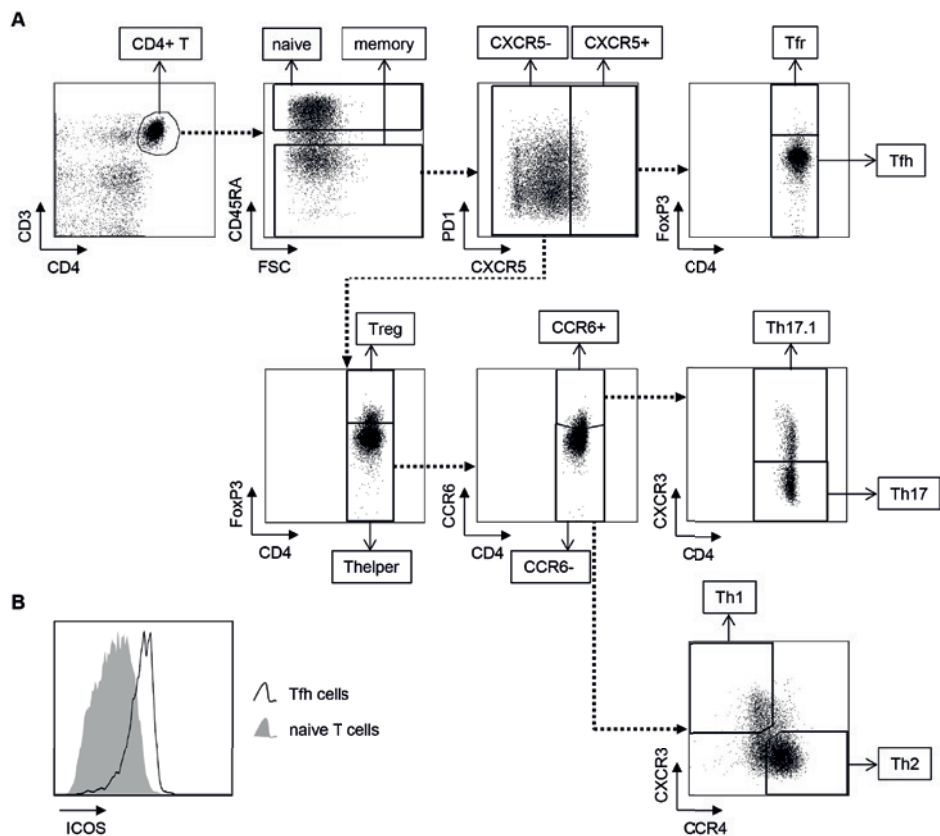 A
CD4+ T
naive
memory
CXCR5-
CXCR5+
Tfr
Tfh
CD3
CD4
CD45RA
FSC
PD1
CXCR5
FoxP3
CD4
Treg
CCR6+
Th17.1
Th17
FoxP3
CD4
CCR6
CD4
CXCR3
CD4
Thelper
CCR6-
Th1
Th2
CXCR3
CCR4
B
Tfh cells
naive T cells
ICOS